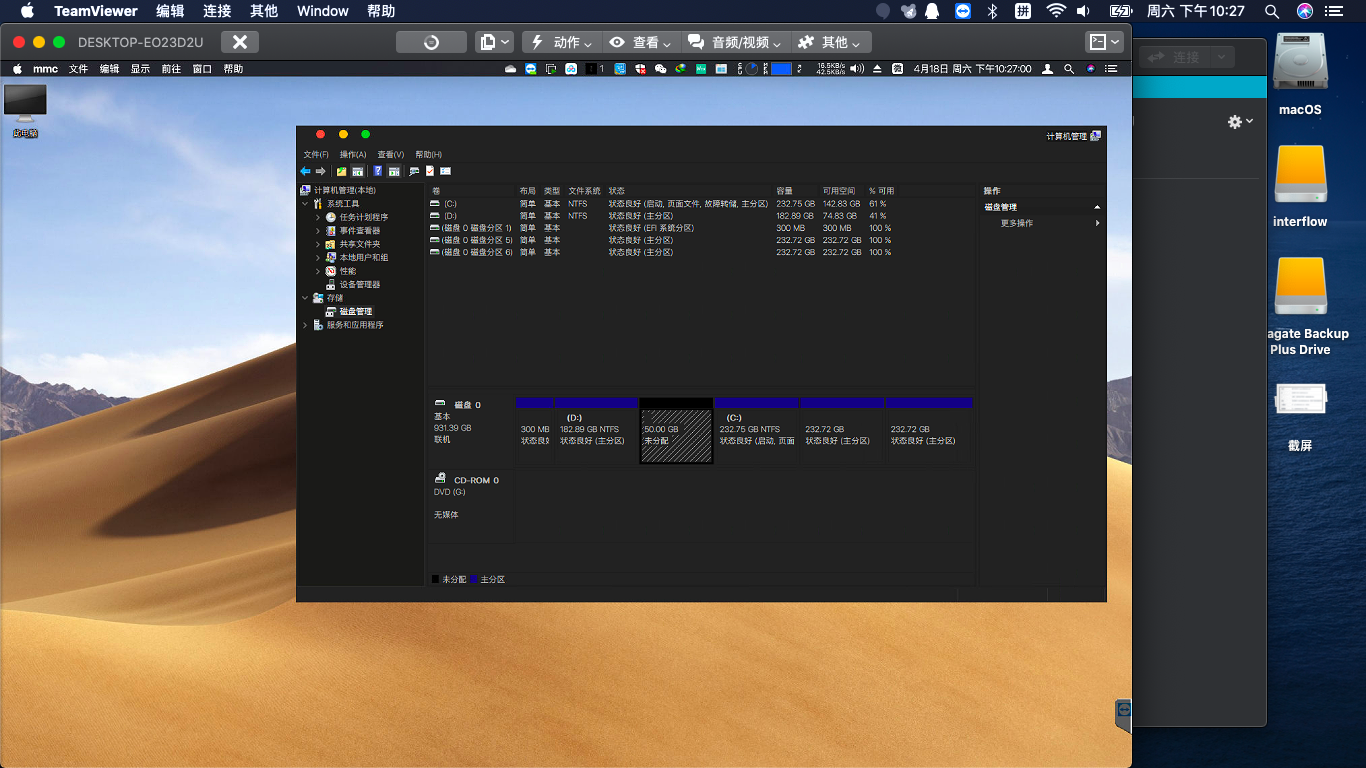 TeamViewer 编辑 连接 其他 Window 帮助
周六 下午10:27
DESKTOP-EO23D2U
动作 查看 音频/视频 其他
连接
mmc 文件 编辑 显示 前往 窗口 帮助
1
16.5KB/s
42.5KB/s
4月18日 周六 下午10:27:00
此电脑
macOS
interflow
agate Backup
Plus Drive
截屏
计算机管理
文件(F) 操作(A) 查看(V) 帮助(H)
计算机管理(本地)
系统工具
任务计划程序
事件查看器
共享文件夹
本地用户和组
性能
设备管理器
存储
磁盘管理
服务和应用程序
卷 布局 类型 文件系统 状态 容量 可用空间 % 可用
(C:) 简单 基本 NTFS 状态良好 (启动, 页面文件, 故障转储, 主分区) 232.75 GB 142.83 GB 61 %
(D:) 简单 基本 NTFS 状态良好 (主分区) 182.89 GB 74.83 GB 41 %
(磁盘 0 磁盘分区 1) 简单 基本 状态良好 (EFI 系统分区) 300 MB 300 MB 100 %
(磁盘 0 磁盘分区 5) 简单 基本 状态良好 (主分区) 232.72 GB 232.72 GB 100 %
(磁盘 0 磁盘分区 6) 简单 基本 状态良好 (主分区) 232.72 GB 232.72 GB 100 %
操作
磁盘管理
更多操作
磁盘 0
基本
931.39 GB
联机
300 MB
状态良好
(D:)
182.89 GB NTFS
状态良好 (主分区)
50.00 GB
未分配
(C:)
232.75 GB NTFS
状态良好 (启动, 页面
232.72 GB
状态良好 (主分区)
232.72 GB
状态良好 (主分区)
CD-ROM 0
DVD (G:)
无媒体
未分配 主分区